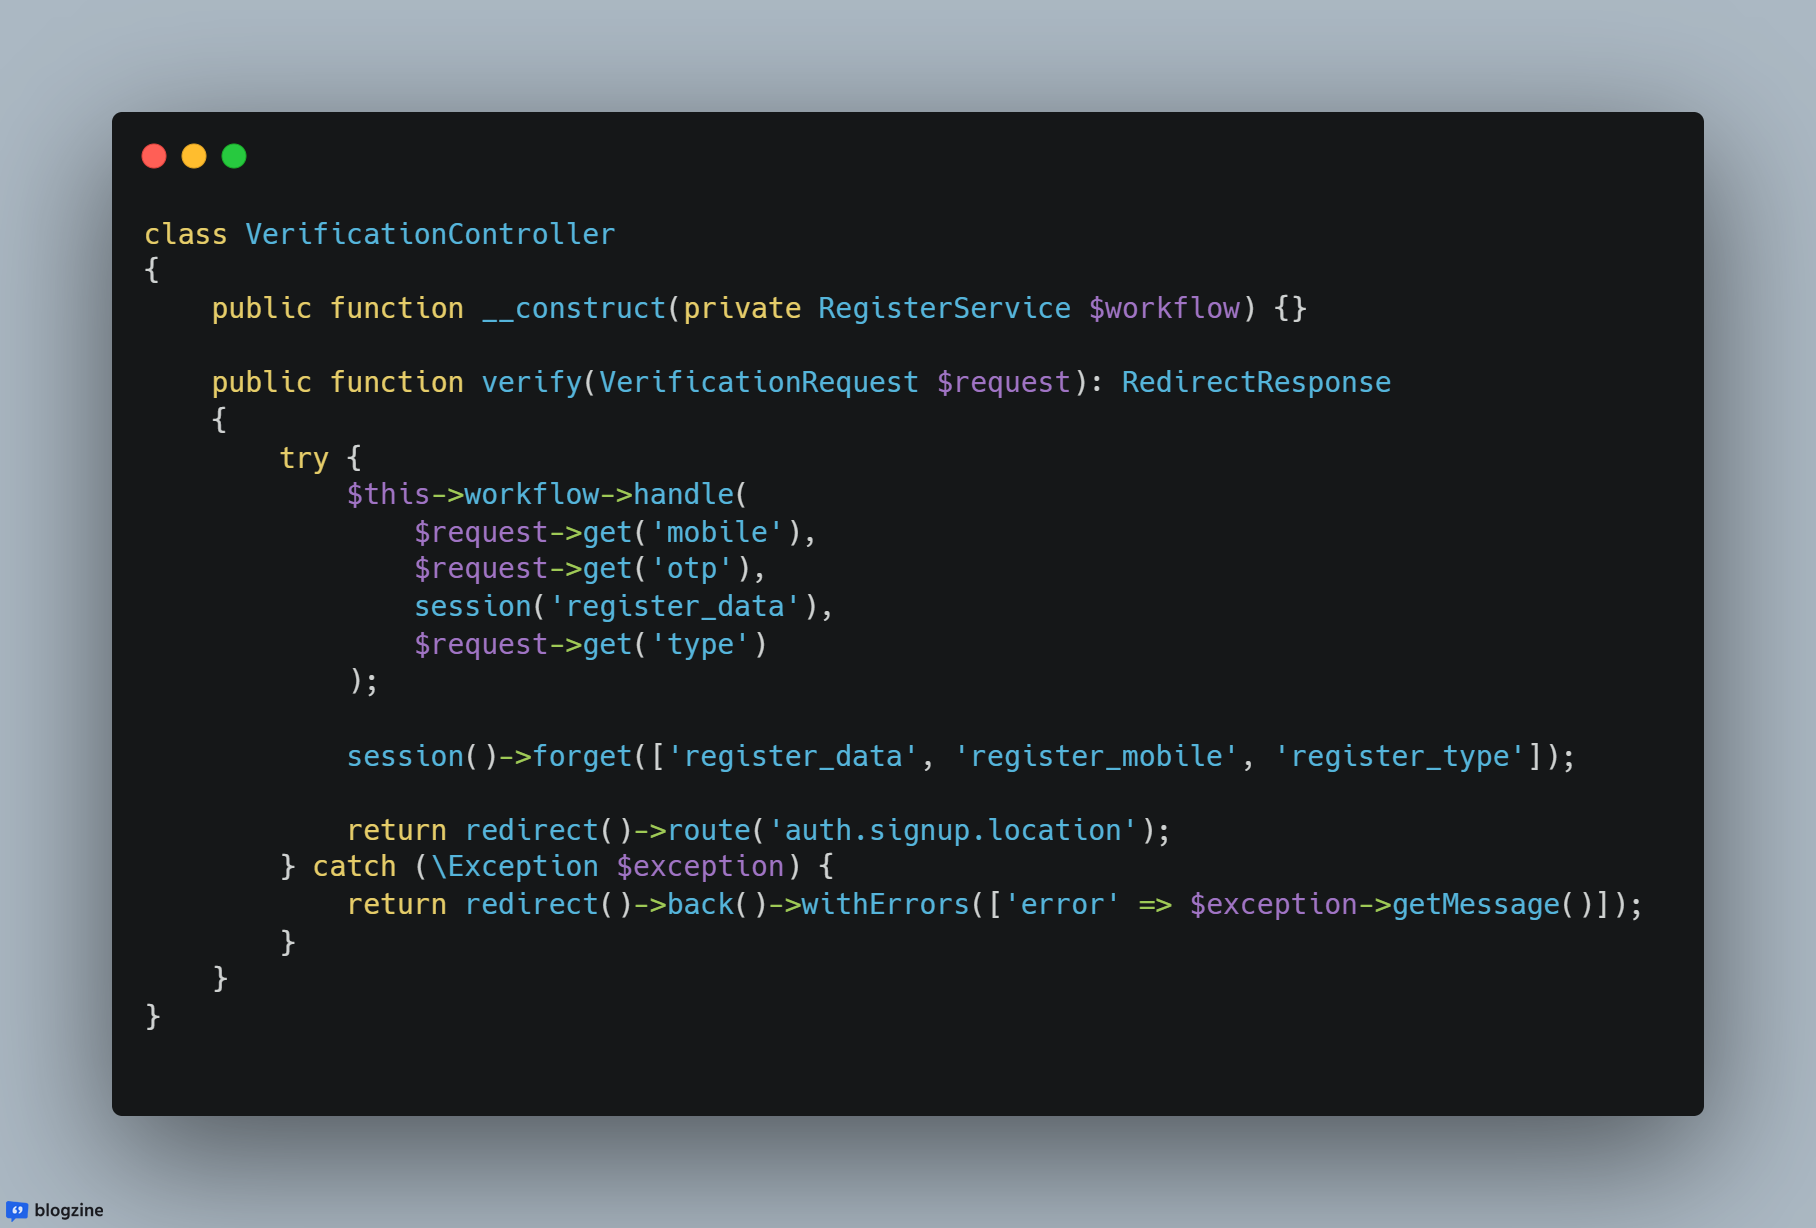 class VerificationController
{
    public function __construct(private RegisterService $workflow) {}

    public function verify(VerificationRequest $request): RedirectResponse
    {
        try {
            $this->workflow->handle(
                $request->get('mobile'),
                $request->get('otp'),
                session('register_data'),
                $request->get('type')
            );

            session()->forget(['register_data', 'register_mobile', 'register_type']);

            return redirect()->route('auth.signup.location');
        } catch (\Exception $exception) {
            return redirect()->back()->withErrors(['error' => $exception->getMessage()]);
        }
    }
}
blogzine